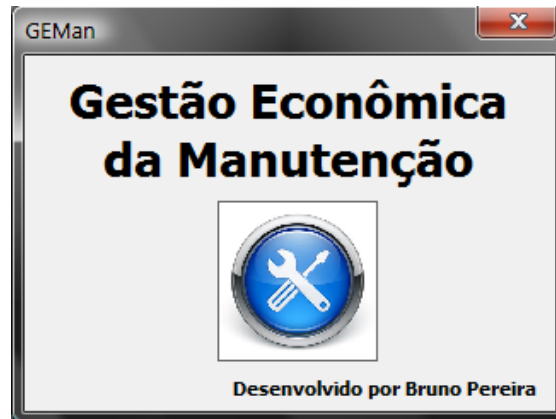 GEMan
Gestão Econômica
da Manutenção
Desenvolvido por Bruno Pereira